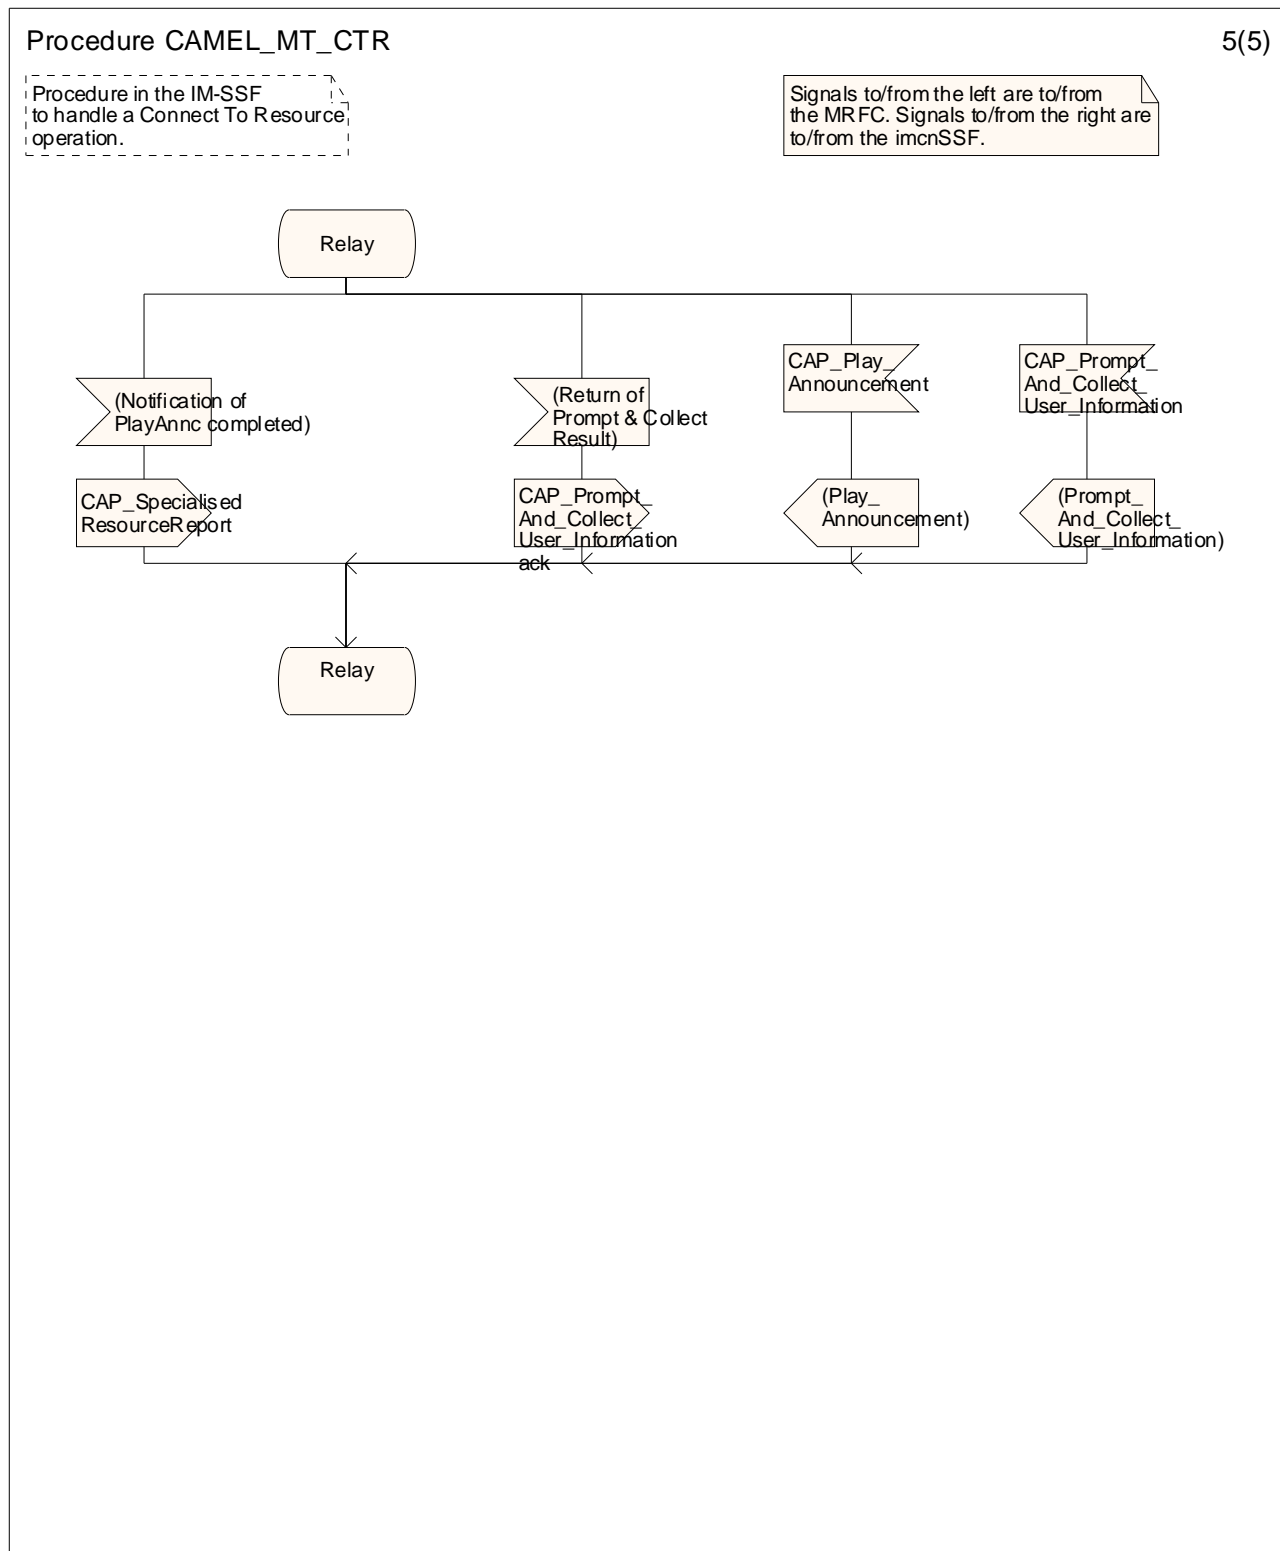 Procedure CAMEL_MT_CTR
5(5)
Procedure in the IM-SSF
to handle a Connect To Resource
operation.
Signals to/from the left are to/from
the MRFC. Signals to/from the right are
to/from the imcnSSF.
Relay
(Notification of
PlayAnnc completed)
(Return of
Prompt & Collect
Result)
CAP_Play_
Announcement
CAP_Prompt_
And_Collect_
User_Information
CAP_Specialised
ResourceReport
CAP_Prompt_
And_Collect_
User_Information
ack
(Play_
Announcement)
(Prompt_
And_Collect_
User_Information)
Relay